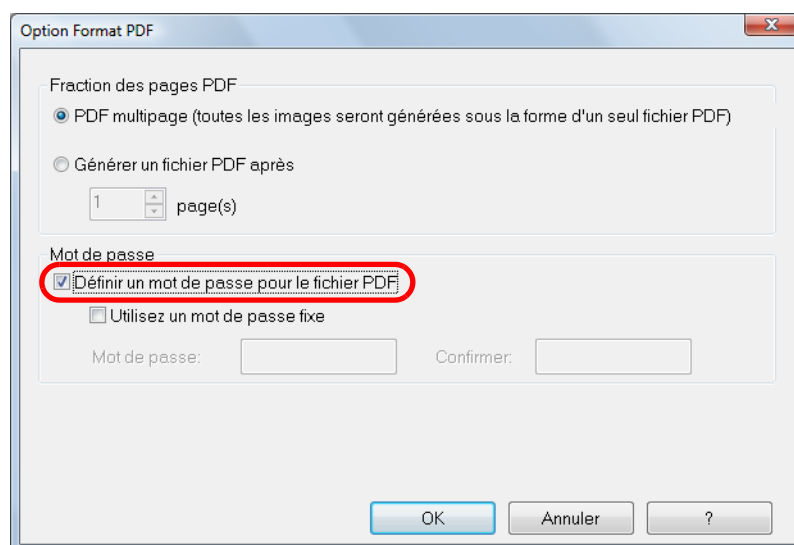 Option Format PDF
Fraction des pages PDF
PDF multipage (toutes les images seront générées sous la forme d'un seul fichier PDF)
Générer un fichier PDF après
1 page(s)
Mot de passe
Définir un mot de passe pour le fichier PDF
Utilisez un mot de passe fixe
Mot de passe: Confirmer:
OK Annuler ?